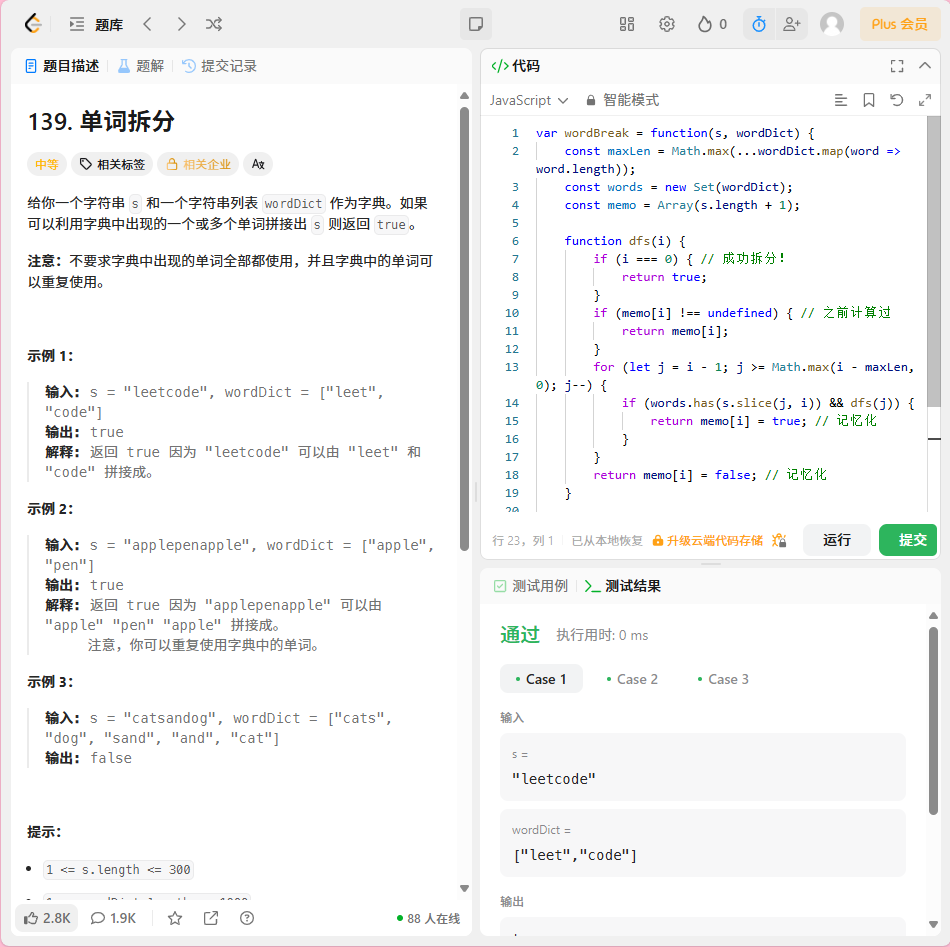 题库
0
Plus 会员
题目描述
题解
提交记录
139. 单词拆分
中等
相关标签
相关企业
给你一个字符串 s 和一个字符串列表 wordDict 作为字典。如果
可以利用字典中出现的一个或多个单词拼接出 s 则返回 true。
注意：不要求字典中出现的单词全部都使用，并且字典中的单词可
以重复使用。
示例 1：
输入: s = "leetcode", wordDict = ["leet",
"code"]
输出: true
解释: 返回 true 因为 "leetcode" 可以由 "leet" 和
"code" 拼接成。
示例 2：
输入: s = "applepenapple", wordDict = ["apple",
"pen"]
输出: true
解释: 返回 true 因为 "applepenapple" 可以由
"apple" "pen" "apple" 拼接成。
注意，你可以重复使用字典中的单词。
示例 3：
输入: s = "catsandog", wordDict = ["cats",
"dog", "sand", "and", "cat"]
输出: false
提示：
1 <= s.length <= 300
2.8K
1.9K
88 人在线
</> 代码
JavaScript
智能模式
1 var wordBreak = function(s, wordDict) {
2 const maxLen = Math.max(...wordDict.map(word =>
word.length));
3 const words = new Set(wordDict);
4 const memo = Array(s.length + 1);
5
6 function dfs(i) {
7 if (i === 0) { // 成功拆分!
8 return true;
9 }
10 if (memo[i] !== undefined) { // 之前计算过
11 return memo[i];
12 }
13 for (let j = i - 1; j >= Math.max(i - maxLen,
0); j--) {
14 if (words.has(s.slice(j, i)) && dfs(j)) {
15 return memo[i] = true; // 记忆化
16 }
17 }
18 return memo[i] = false; // 记忆化
19 }
20
行 23，列 1
已从本地恢复
升级云端代码存储
运行
提交
测试用例
测试结果
通过
执行用时: 0 ms
Case 1
Case 2
Case 3
输入
s =
"leetcode"
wordDict =
["leet","code"]
输出